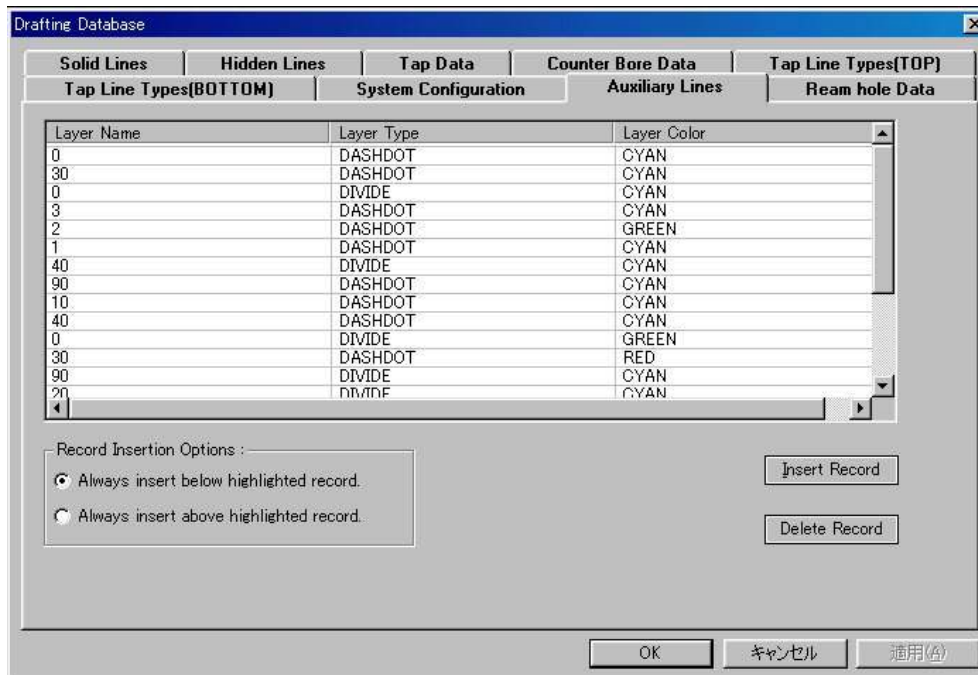 Drafting Database
Solid Lines Hidden Lines Tap Data Counter Bore Data Tap Line Types(TOP)
Tap Line Types(BOTTOM) System Configuration Auxiliary Lines Ream hole Data
Layer Name Layer Type Layer Color
0 DASHDOT CYAN
30 DASHDOT CYAN
0 DIVIDE CYAN
3 DASHDOT CYAN
2 DASHDOT GREEN
1 DASHDOT CYAN
40 DIVIDE CYAN
90 DASHDOT CYAN
10 DASHDOT CYAN
40 DASHDOT CYAN
0 DIVIDE GREEN
30 DASHDOT RED
90 DIVIDE CYAN
20 DIVIDE CYAN
Record Insertion Options :
Always insert below highlighted record.
Always insert above highlighted record.
Insert Record
Delete Record
OK キャンセル 適用(A)